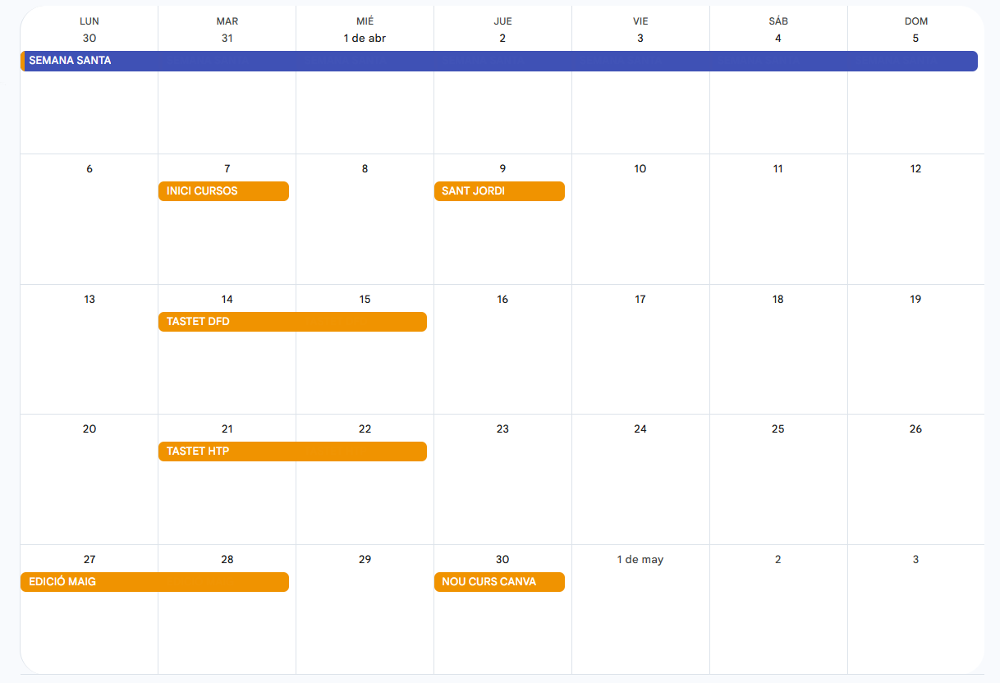 LUN MAR MIÉ JUE VIE SÁB DOM
30 31 1 de abr 2 3 4 5
SEMANA SANTA
6 7 8 9 10 11 12
INICI CURSOS SANT JORDI
13 14 15 16 17 18 19
TASTET DFD
20 21 22 23 24 25 26
TASTET HTP
27 28 29 30 1 de may 2 3
EDICIÓ MAIG NOU CURS CANVA